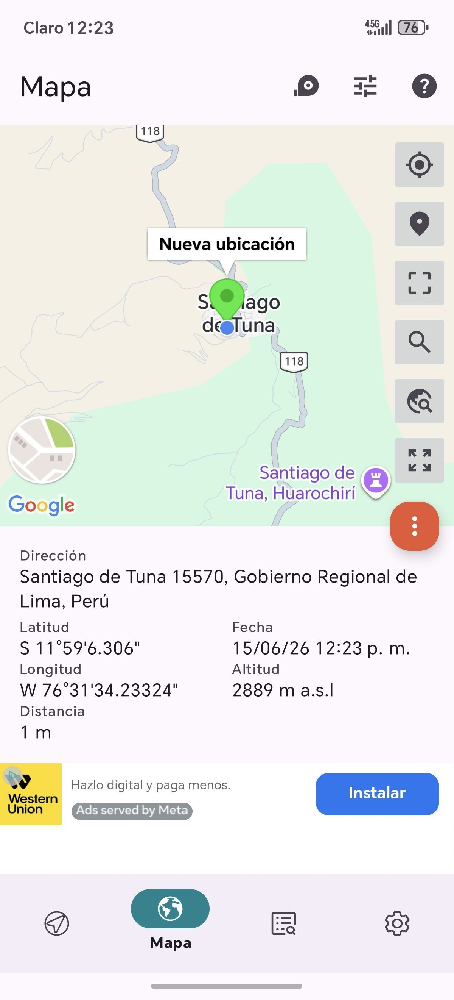 Claro 12:23
4.5G
76
Mapa
118
Nueva ubicación
de Tuna
118
Santiago de
Tuna, Huarochirí
Google
Dirección
Santiago de Tuna 15570, Gobierno Regional de
Lima, Perú
Latitud
S 11°59'6.306"
Fecha
15/06/26 12:23 p. m.
Longitud
W 76°31'34.23324"
Altitud
2889 m a.s.l
Distancia
1 m
Western
Union
Hazlo digital y paga menos.
Ads served by Meta
Instalar
Mapa